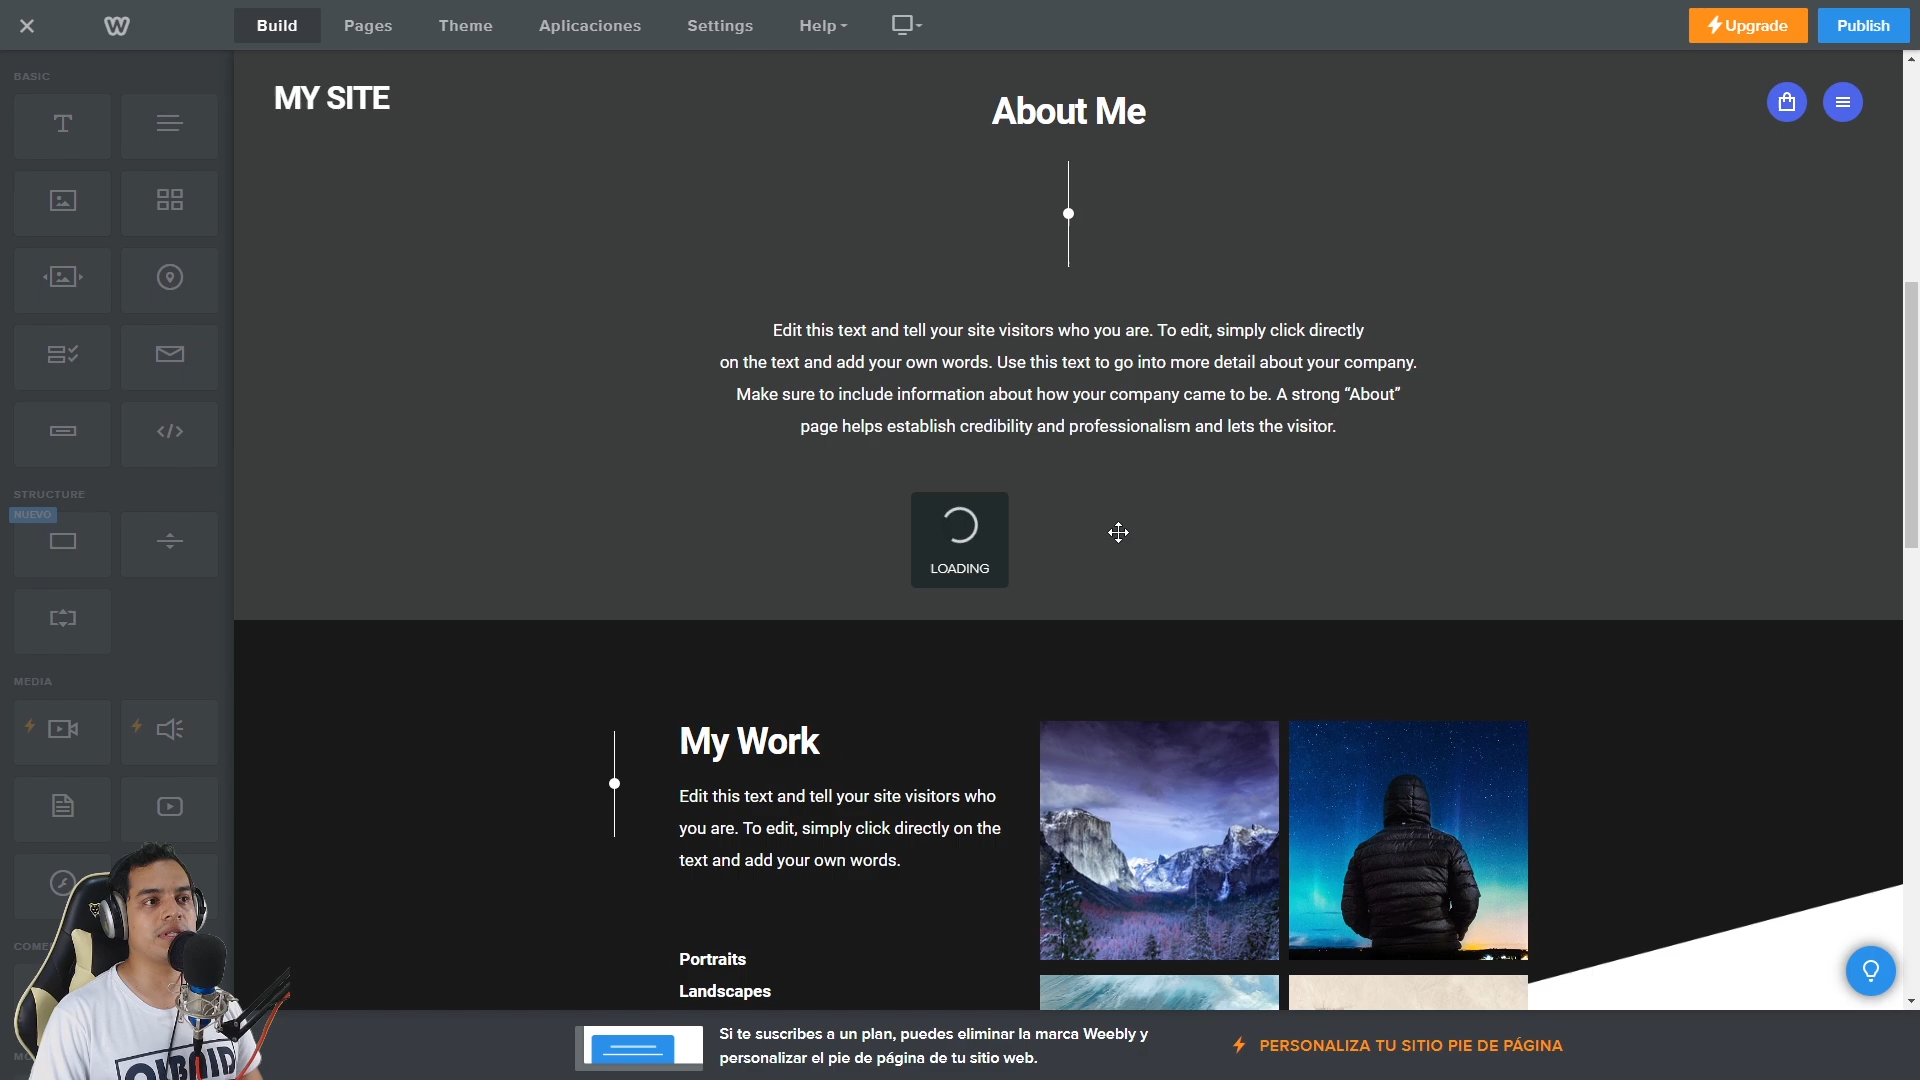 Build
Pages
Theme
Aplicaciones
Settings
Help
Upgrade
Publish
BASIC
STRUCTURE
NUEVO
MEDIA
MY SITE
About Me
Edit this text and tell your site visitors who you are. To edit, simply click directly
on the text and add your own words. Use this text to go into more detail about your company.
Make sure to include information about how your company came to be. A strong “About”
page helps establish credibility and professionalism and lets the visitor.
LOADING
My Work
Edit this text and tell your site visitors who
you are. To edit, simply click directly on the
text and add your own words.
Portraits
Landscapes
Si te suscribes a un plan, puedes eliminar la marca Weebly y
personalizar el pie de página de tu sitio web.
PERSONALIZA TU SITIO PIE DE PÁGINA